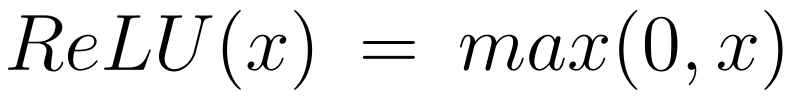 ReLU(x) = max(0, x)